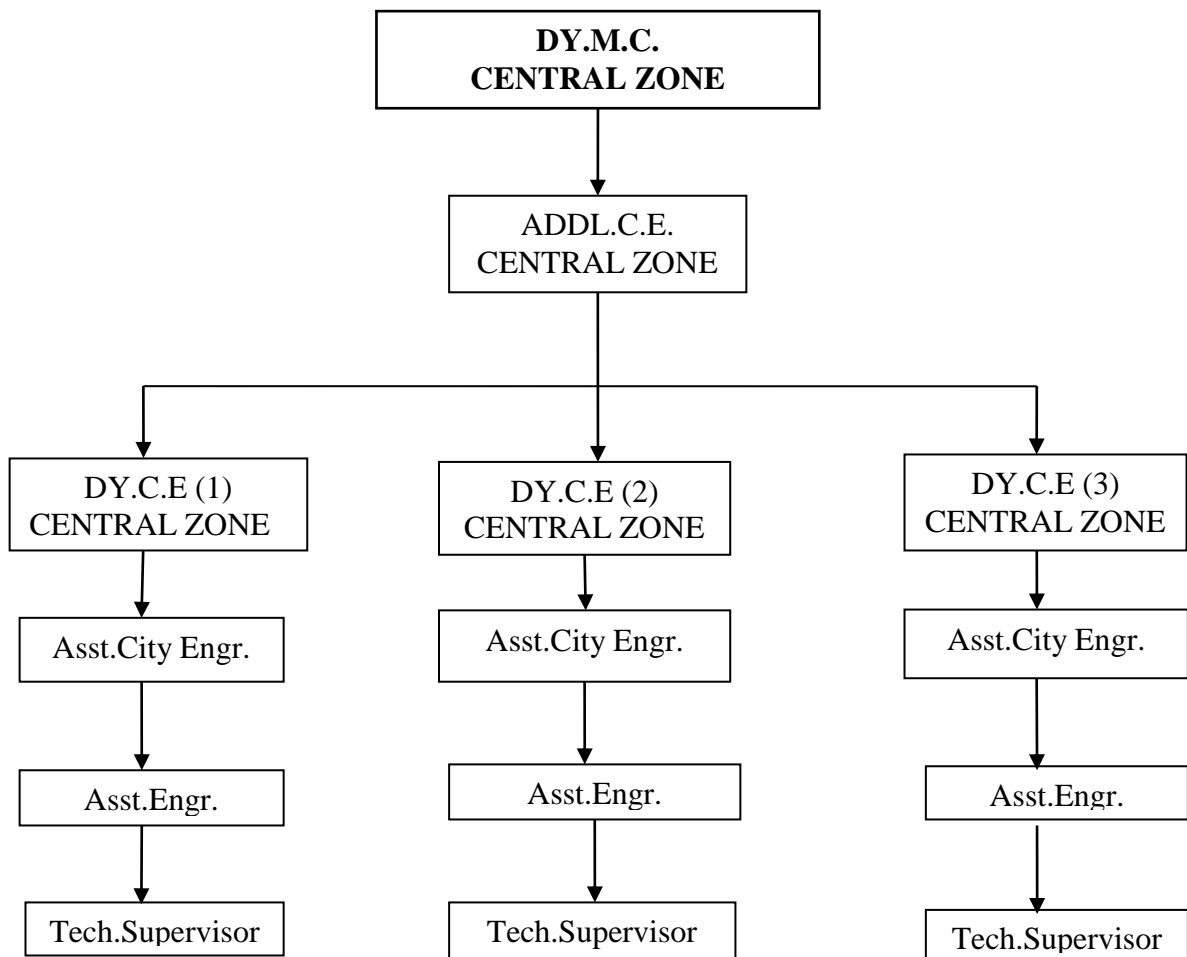 DY.M.C.
CENTRAL ZONE
ADDL.C.E.
CENTRAL ZONE
DY.C.E (1)
CENTRAL ZONE
DY.C.E (2)
CENTRAL ZONE
DY.C.E (3)
CENTRAL ZONE
Asst.City Engr.
Asst.City Engr.
Asst.City Engr.
Asst.Engr.
Asst.Engr.
Asst.Engr.
Tech.Supervisor
Tech.Supervisor
Tech.Supervisor